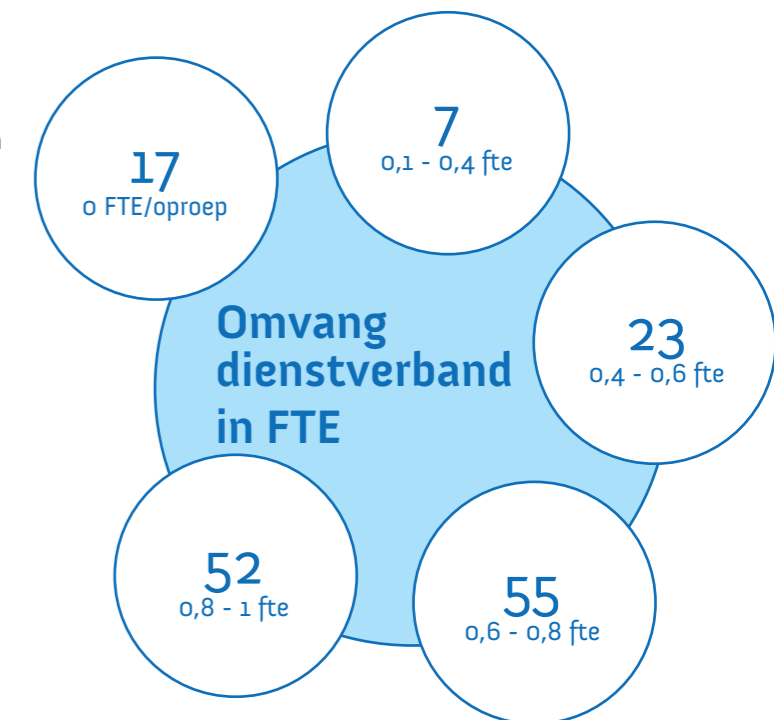 17
0 FTE/oproep
7
0,1 - 0,4 fte
23
0,4 - 0,6 fte
Omvang
dienstverband
in FTE
52
0,8 - 1 fte
55
0,6 - 0,8 fte